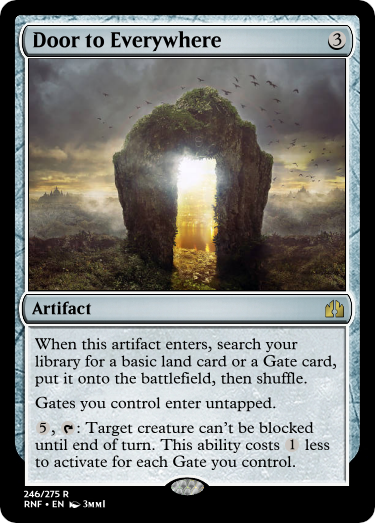 Door to Everywhere 3
Artifact
When this artifact enters, search your
library for a basic land card or a Gate card,
put it onto the battlefield, then shuffle.
Gates you control enter untapped.
5, : Target creature can't be blocked
until end of turn. This ability costs 1 less
to activate for each Gate you control.
246/275 R
RNF • EN 3mml